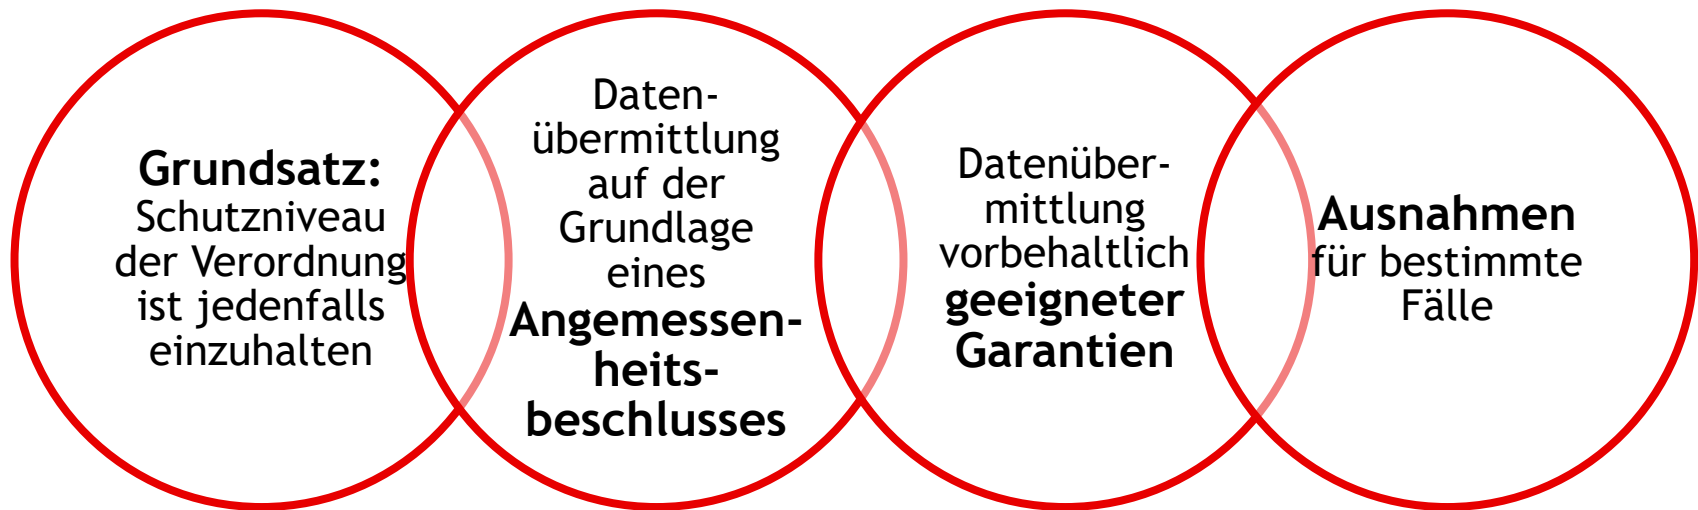 Grundsatz:
Schutzniveau
der Verordnung
ist jedenfalls
einzuhalten
Daten-
übermittlung
auf der
Grundlage
eines
Angemessen-
heits-
beschlusses
Datenüber-
mittlung
vorbehaltlich
geeigneter
Garantien
Ausnahmen
für bestimmte
Fälle